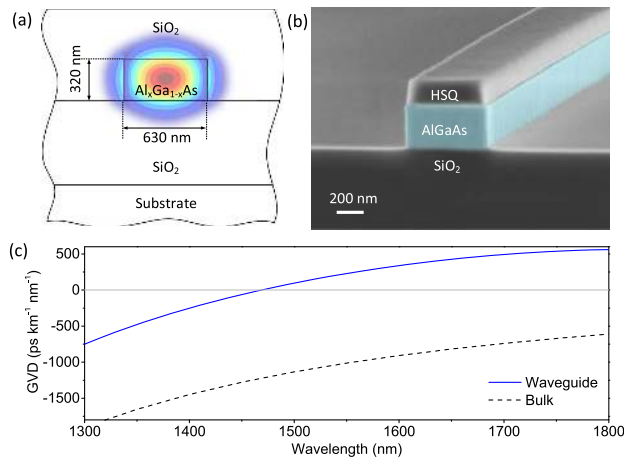 (a)
SiO₂
320 nm
AlₓGa₁₋ₓAs
630 nm
SiO₂
Substrate
(b)
HSQ
AlGaAs
SiO₂
200 nm
(c)
GVD (ps km⁻¹ nm⁻¹)
500
0
-500
-1000
-1500
Waveguide
Bulk
1300 1400 1500 1600 1700 1800
Wavelength (nm)